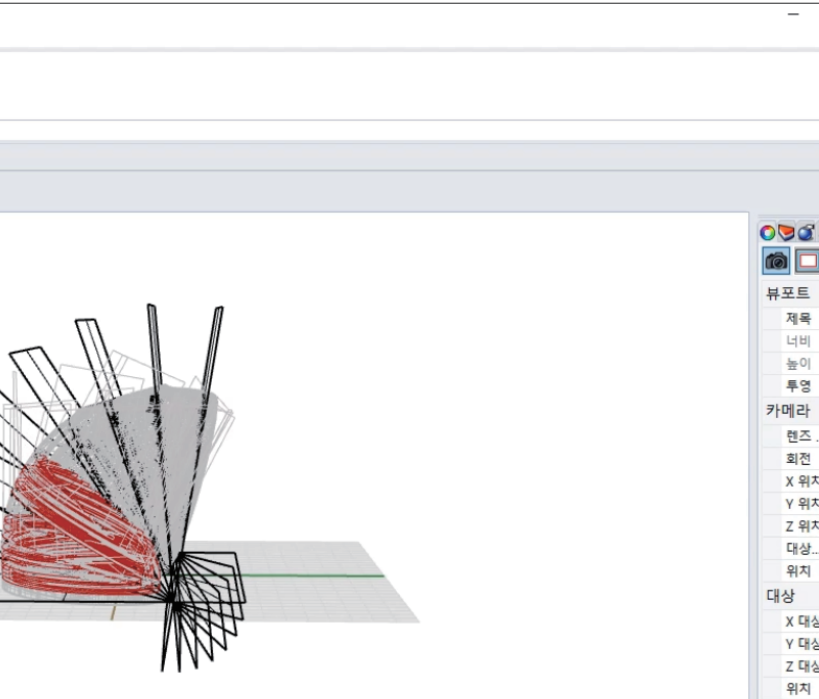 뷰포트
제목
너비
높이
투영
카메라
렌즈 ..
회전
X 위치
Y 위치
Z 위치
대상...
위치
대상
X 대상
Y 대상
Z 대상
위치